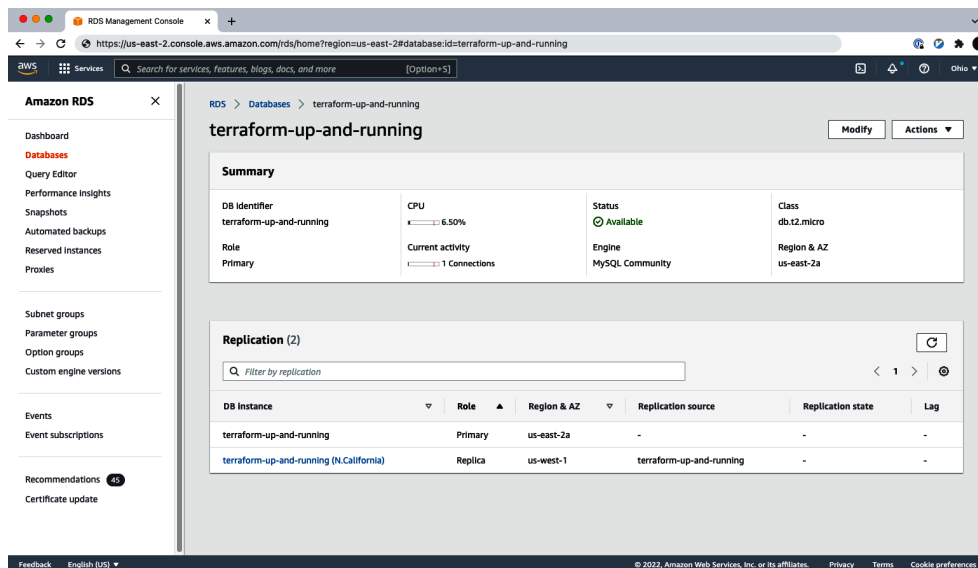 RDS Management Console
https://us-east-2.console.aws.amazon.com/rds/home?region=us-east-2#database:id=terraform-up-and-running
aws Services Search for services, features, blogs, docs, and more [Option+S] Ohio
Amazon RDS
Dashboard
Databases
Query Editor
Performance insights
Snapshots
Automated backups
Reserved instances
Proxies
Subnet groups
Parameter groups
Option groups
Custom engine versions
Events
Event subscriptions
Recommendations 45
Certificate update
RDS > Databases > terraform-up-and-running
terraform-up-and-running Modify Actions
Summary
DB identifier CPU Status Class
terraform-up-and-running 6.50% Available db.t2.micro
Role Current activity Engine Region & AZ
Primary 1 Connections MySQL Community us-east-2a
Replication (2)
Filter by replication 1
DB instance Role Region & AZ Replication source Replication state Lag
terraform-up-and-running Primary us-east-2a - - -
terraform-up-and-running (N.California) Replica us-west-1 terraform-up-and-running - -
Feedback English (US) © 2022, Amazon Web Services, Inc. or its affiliates. Privacy Terms Cookie preferences